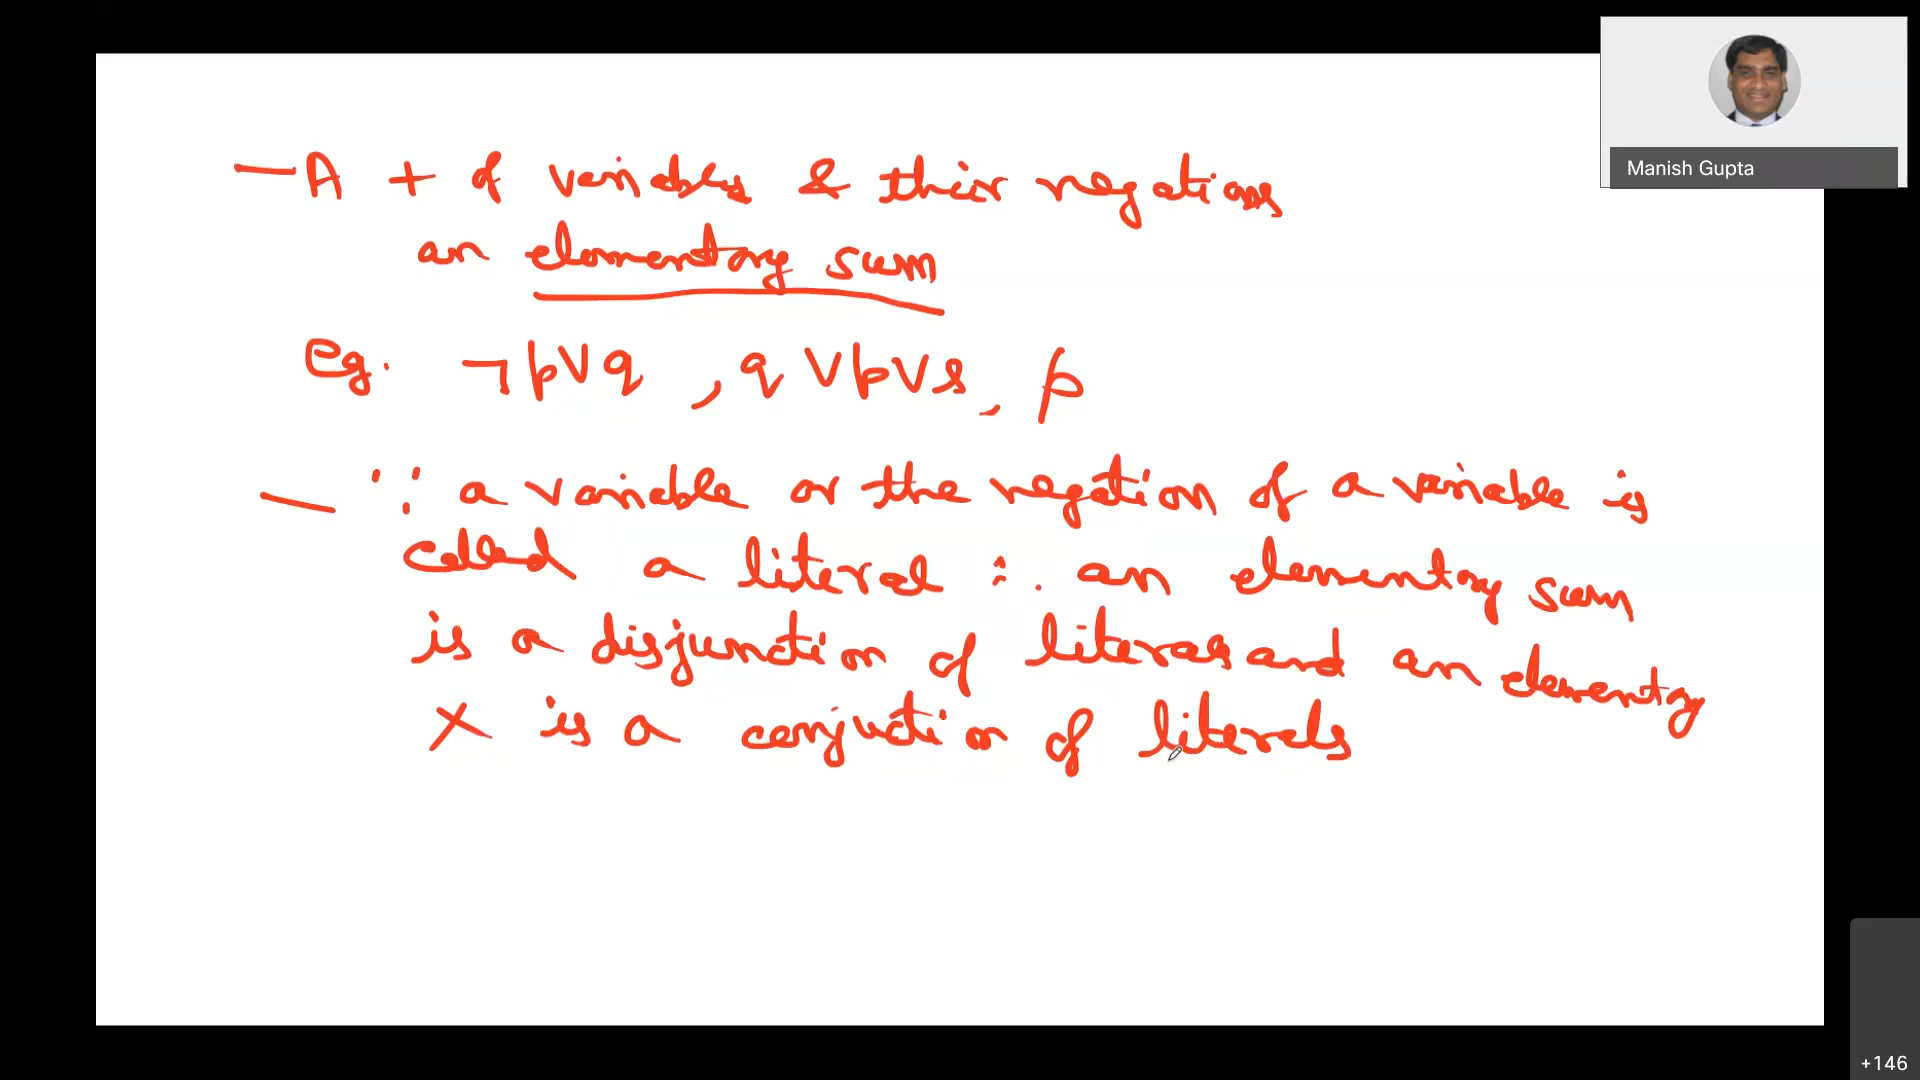 Manish Gupta
— A + of variables & their negations
an elementary sum
eg. ¬p∨q , q∨p∨s, p
— ∵ a variable or the negation of a variable is
called a literal ∴ an elementary sum
is a disjunction of literals and an elementary
X is a conjuction of literals
+146